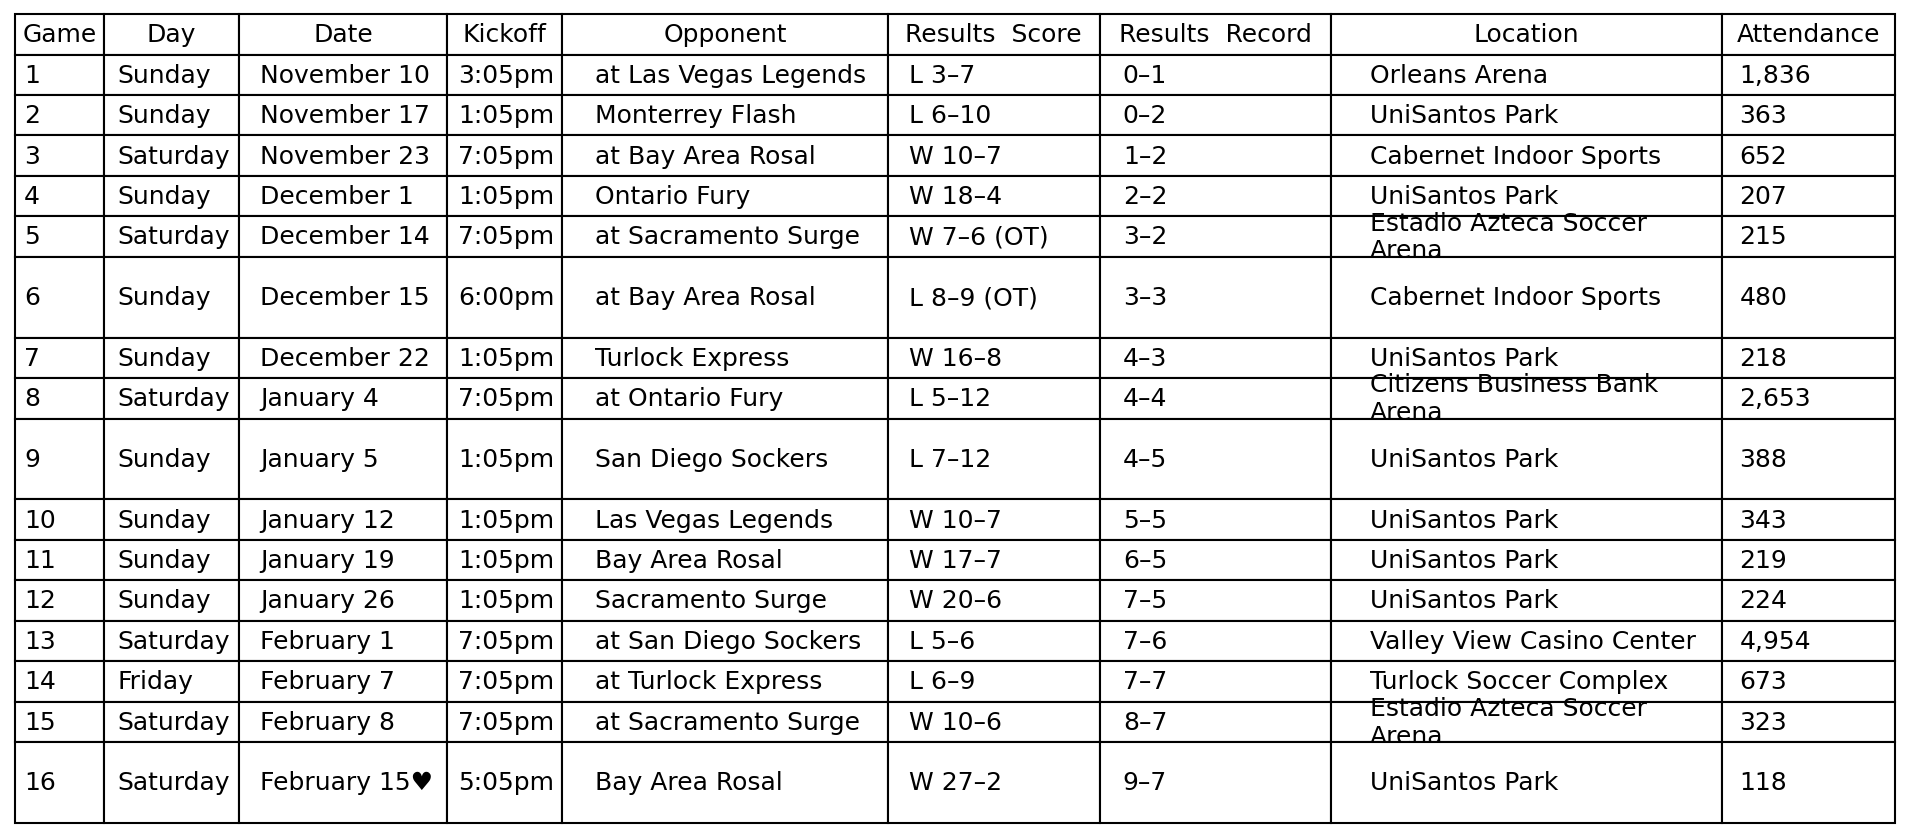 Game Day Date Kickoff Opponent Results  Score Results  Record Location Attendance
1 Sunday November 10 3:05pm at Las Vegas Legends L 3–7 0–1 Orleans Arena 1,836
2 Sunday November 17 1:05pm Monterrey Flash L 6–10 0–2 UniSantos Park 363
3 Saturday November 23 7:05pm at Bay Area Rosal W 10–7 1–2 Cabernet Indoor Sports 652
4 Sunday December 1 1:05pm Ontario Fury W 18–4 2–2 UniSantos Park 207
5 Saturday December 14 7:05pm at Sacramento Surge W 7–6 (OT) 3–2 Estadio Azteca Soccer Arena 215
6 Sunday December 15 6:00pm at Bay Area Rosal L 8–9 (OT) 3–3 Cabernet Indoor Sports 480
7 Sunday December 22 1:05pm Turlock Express W 16–8 4–3 UniSantos Park 218
8 Saturday January 4 7:05pm at Ontario Fury L 5–12 4–4 Citizens Business Bank Arena 2,653
9 Sunday January 5 1:05pm San Diego Sockers L 7–12 4–5 UniSantos Park 388
10 Sunday January 12 1:05pm Las Vegas Legends W 10–7 5–5 UniSantos Park 343
11 Sunday January 19 1:05pm Bay Area Rosal W 17–7 6–5 UniSantos Park 219
12 Sunday January 26 1:05pm Sacramento Surge W 20–6 7–5 UniSantos Park 224
13 Saturday February 1 7:05pm at San Diego Sockers L 5–6 7–6 Valley View Casino Center 4,954
14 Friday February 7 7:05pm at Turlock Express L 6–9 7–7 Turlock Soccer Complex 673
15 Saturday February 8 7:05pm at Sacramento Surge W 10–6 8–7 Estadio Azteca Soccer Arena 323
16 Saturday February 15♥ 5:05pm Bay Area Rosal W 27–2 9–7 UniSantos Park 118